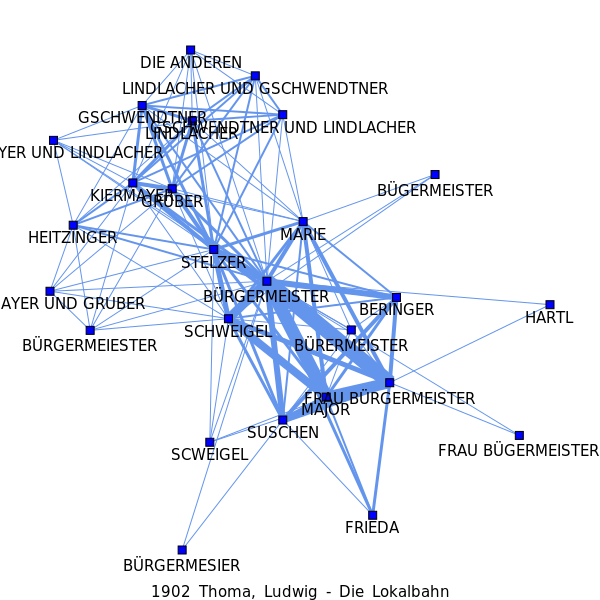 DIE ANDEREN
LINDLACHER UND GSCHWENDTNER
GSCHWENDTNER
GSCHWENDTNER UND LINDLACHER
LINDLACHER
YER UND LINDLACHER
BÜGERMEISTER
KIERMAYER
GRUBER
HEITZINGER
MARIE
STELZER
BÜRGERMEISTER
AYER UND GRUBER
BERINGER
HARTL
SCHWEIGEL
BÜRGERMEIESTER
BÜRERMEISTER
FRAU BÜRGERMEISTER
MAJOR
SUSCHEN
FRAU BÜGERMEISTER
SCWEIGEL
FRIEDA
BÜRGERMESIER
1902 Thoma, Ludwig - Die Lokalbahn